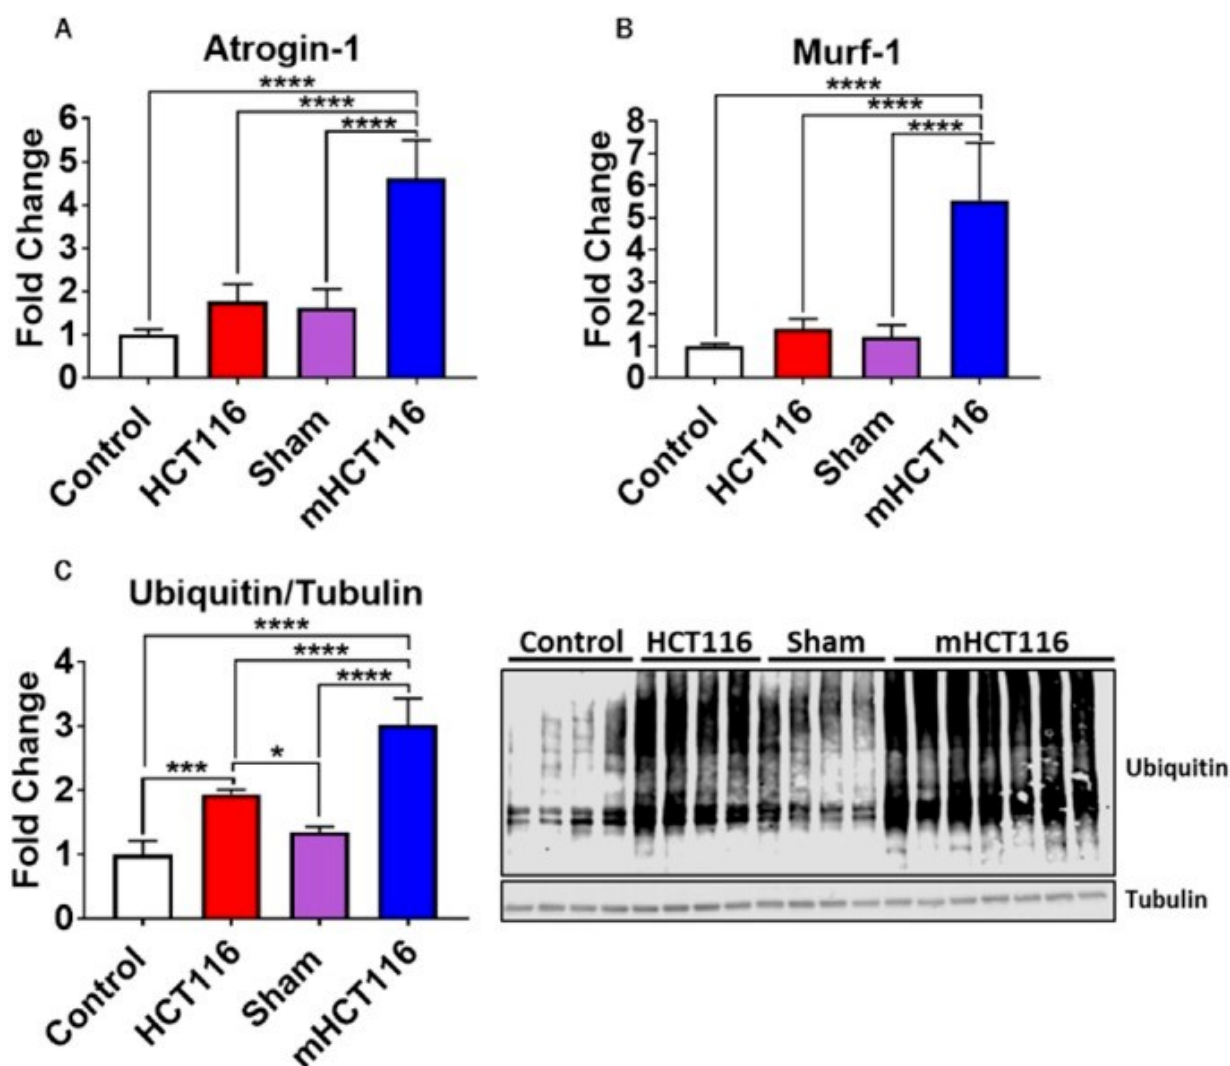 A
Atrogin-1
****
****
****
Fold Change
6
5
4
3
2
1
0
Control
HCT116
Sham
mHCT116
B
Murf-1
****
****
****
Fold Change
8
7
6
5
4
3
2
1
0
Control
HCT116
Sham
mHCT116
C
Ubiquitin/Tubulin
****
****
****
***
*
Fold Change
4
3
2
1
0
Control
HCT116
Sham
mHCT116
Control HCT116 Sham mHCT116
Ubiquitin
Tubulin